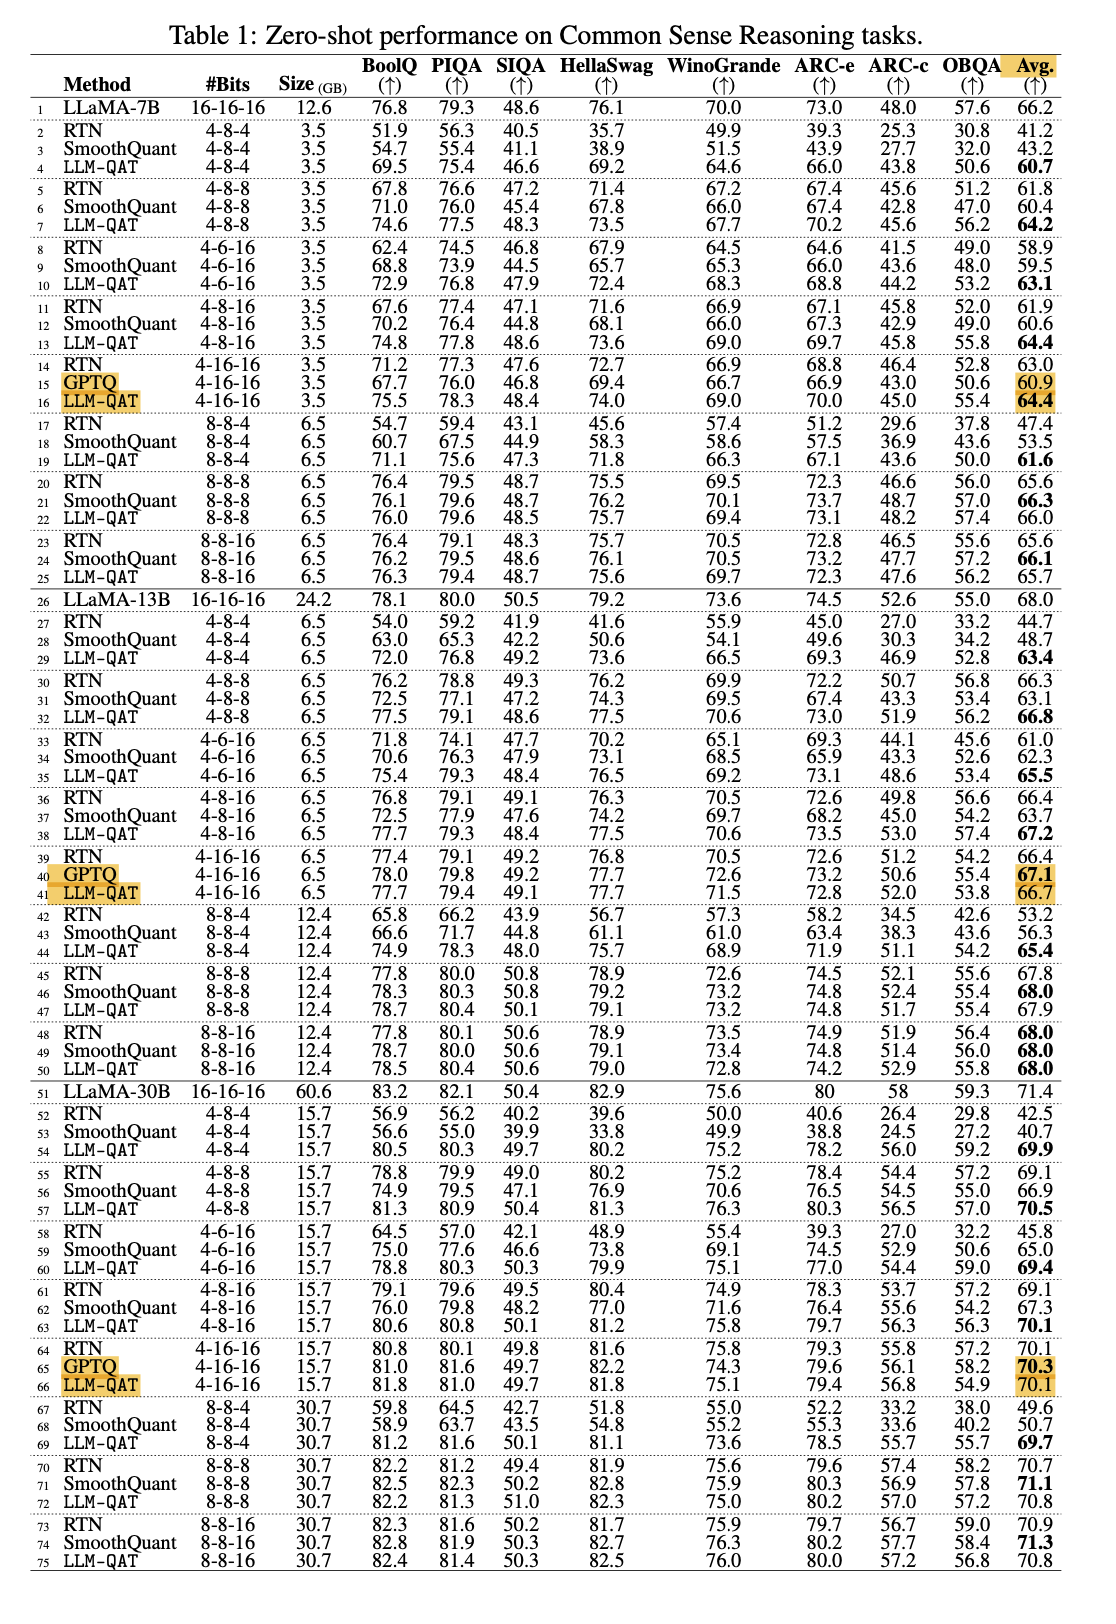 Table 1: Zero-shot performance on Common Sense Reasoning tasks.
BoolQ PIQA SIQA HellaSwag WinoGrande ARC-e ARC-c OBQA Avg.
Method #Bits Size (GB) (↑) (↑) (↑) (↑) (↑) (↑) (↑) (↑) (↑)
1 LLaMA-7B 16-16-16 12.6 76.8 79.3 48.6 76.1 70.0 73.0 48.0 57.6 66.2
2 RTN 4-8-4 3.5 51.9 56.3 40.5 35.7 49.9 39.3 25.3 30.8 41.2
3 SmoothQuant 4-8-4 3.5 54.7 55.4 41.1 38.9 51.5 43.9 27.7 32.0 43.2
4 LLM-QAT 4-8-4 3.5 69.5 75.4 46.6 69.2 64.6 66.0 43.8 50.6 60.7
5 RTN 4-8-8 3.5 67.8 76.6 47.2 71.4 67.2 67.4 45.6 51.2 61.8
6 SmoothQuant 4-8-8 3.5 71.0 76.0 45.4 67.8 66.0 67.4 42.8 47.0 60.4
7 LLM-QAT 4-8-8 3.5 74.6 77.5 48.3 73.5 67.7 70.2 45.6 56.2 64.2
8 RTN 4-6-16 3.5 62.4 74.5 46.8 67.9 64.5 64.6 41.5 49.0 58.9
9 SmoothQuant 4-6-16 3.5 68.8 73.9 44.5 65.7 65.3 66.0 43.6 48.0 59.5
10 LLM-QAT 4-6-16 3.5 72.9 76.8 47.9 72.4 68.3 68.8 44.2 53.2 63.1
11 RTN 4-8-16 3.5 67.6 77.4 47.1 71.6 66.9 67.1 45.8 52.0 61.9
12 SmoothQuant 4-8-16 3.5 70.2 76.4 44.8 68.1 66.0 67.3 42.9 49.0 60.6
13 LLM-QAT 4-8-16 3.5 74.8 77.8 48.6 73.6 69.0 69.7 45.8 55.8 64.4
14 RTN 4-16-16 3.5 71.2 77.3 47.6 72.7 66.9 68.8 46.4 52.8 63.0
15 GPTQ 4-16-16 3.5 67.7 76.0 46.8 69.4 66.7 66.9 43.0 50.6 60.9
16 LLM-QAT 4-16-16 3.5 75.5 78.3 48.4 74.0 69.0 70.0 45.0 55.4 64.4
17 RTN 8-8-4 6.5 54.7 59.4 43.1 45.6 57.4 51.2 29.6 37.8 47.4
18 SmoothQuant 8-8-4 6.5 60.7 67.5 44.9 58.3 58.6 57.5 36.9 43.6 53.5
19 LLM-QAT 8-8-4 6.5 71.1 75.6 47.3 71.8 66.3 67.1 43.6 50.0 61.6
20 RTN 8-8-8 6.5 76.4 79.5 48.7 75.5 69.5 72.3 46.6 56.0 65.6
21 SmoothQuant 8-8-8 6.5 76.1 79.6 48.7 76.2 70.1 73.7 48.7 57.0 66.3
22 LLM-QAT 8-8-8 6.5 76.0 79.6 48.5 75.7 69.4 73.1 48.2 57.4 66.0
23 RTN 8-8-16 6.5 76.4 79.1 48.3 75.7 70.5 72.8 46.5 55.6 65.6
24 SmoothQuant 8-8-16 6.5 76.2 79.5 48.6 76.1 70.5 73.2 47.7 57.2 66.1
25 LLM-QAT 8-8-16 6.5 76.3 79.4 48.7 75.6 69.7 72.3 47.6 56.2 65.7
26 LLaMA-13B 16-16-16 24.2 78.1 80.0 50.5 79.2 73.6 74.5 52.6 55.0 68.0
27 RTN 4-8-4 6.5 54.0 59.2 41.9 41.6 55.9 45.0 27.0 33.2 44.7
28 SmoothQuant 4-8-4 6.5 63.0 65.3 42.2 50.6 54.1 49.6 30.3 34.2 48.7
29 LLM-QAT 4-8-4 6.5 72.0 76.8 49.2 73.6 66.5 69.3 46.9 52.8 63.4
30 RTN 4-8-8 6.5 76.2 78.8 49.3 76.2 69.9 72.2 50.7 56.8 66.3
31 SmoothQuant 4-8-8 6.5 72.5 77.1 47.2 74.3 69.5 67.4 43.3 53.4 63.1
32 LLM-QAT 4-8-8 6.5 77.5 79.1 48.6 77.5 70.6 73.0 51.9 56.2 66.8
33 RTN 4-6-16 6.5 71.8 74.1 47.7 70.2 65.1 69.3 44.1 45.6 61.0
34 SmoothQuant 4-6-16 6.5 70.6 76.3 47.9 73.1 68.5 65.9 43.3 52.6 62.3
35 LLM-QAT 4-6-16 6.5 75.4 79.3 48.4 76.5 69.2 73.1 48.6 53.4 65.5
36 RTN 4-8-16 6.5 76.8 79.1 49.1 76.3 70.5 72.6 49.8 56.6 66.4
37 SmoothQuant 4-8-16 6.5 72.5 77.9 47.6 74.2 69.7 68.2 45.0 54.2 63.7
38 LLM-QAT 4-8-16 6.5 77.7 79.3 48.4 77.5 70.6 73.5 53.0 57.4 67.2
39 RTN 4-16-16 6.5 77.4 79.1 49.2 76.8 70.5 72.6 51.2 54.2 66.4
40 GPTQ 4-16-16 6.5 78.0 79.8 49.2 77.7 72.6 73.2 50.6 55.4 67.1
41 LLM-QAT 4-16-16 6.5 77.7 79.4 49.1 77.7 71.5 72.8 52.0 53.8 66.7
42 RTN 8-8-4 12.4 65.8 66.2 43.9 56.7 57.3 58.2 34.5 42.6 53.2
43 SmoothQuant 8-8-4 12.4 66.6 71.7 44.8 61.1 61.0 63.4 38.3 43.6 56.3
44 LLM-QAT 8-8-4 12.4 74.9 78.3 48.0 75.7 68.9 71.9 51.1 54.2 65.4
45 RTN 8-8-8 12.4 77.8 80.0 50.8 78.9 72.6 74.5 52.1 55.6 67.8
46 SmoothQuant 8-8-8 12.4 78.3 80.3 50.8 79.2 73.2 74.8 52.4 55.4 68.0
47 LLM-QAT 8-8-8 12.4 78.7 80.4 50.1 79.1 73.2 74.8 51.7 55.4 67.9
48 RTN 8-8-16 12.4 77.8 80.1 50.6 78.9 73.5 74.9 51.9 56.4 68.0
49 SmoothQuant 8-8-16 12.4 78.7 80.0 50.6 79.1 73.4 74.8 51.4 56.0 68.0
50 LLM-QAT 8-8-16 12.4 78.5 80.4 50.6 79.0 72.8 74.2 52.9 55.8 68.0
51 LLaMA-30B 16-16-16 60.6 83.2 82.1 50.4 82.9 75.6 80 58 59.3 71.4
52 RTN 4-8-4 15.7 56.9 56.2 40.2 39.6 50.0 40.6 26.4 29.8 42.5
53 SmoothQuant 4-8-4 15.7 56.6 55.0 39.9 33.8 49.9 38.8 24.5 27.2 40.7
54 LLM-QAT 4-8-4 15.7 80.5 80.3 49.7 80.2 75.2 78.2 56.0 59.2 69.9
55 RTN 4-8-8 15.7 78.8 79.9 49.0 80.2 75.2 78.4 54.4 57.2 69.1
56 SmoothQuant 4-8-8 15.7 74.9 79.5 47.1 76.9 70.6 76.5 54.5 55.0 66.9
57 LLM-QAT 4-8-8 15.7 81.3 80.9 50.4 81.3 76.3 80.3 56.5 57.0 70.5
58 RTN 4-6-16 15.7 64.5 57.0 42.1 48.9 55.4 39.3 27.0 32.2 45.8
59 SmoothQuant 4-6-16 15.7 75.0 77.6 46.6 73.8 69.1 74.5 52.9 50.6 65.0
60 LLM-QAT 4-6-16 15.7 78.8 80.3 50.3 79.9 75.1 77.0 54.4 59.0 69.4
61 RTN 4-8-16 15.7 79.1 79.6 49.5 80.4 74.9 78.3 53.7 57.2 69.1
62 SmoothQuant 4-8-16 15.7 76.0 79.8 48.2 77.0 71.6 76.4 55.6 54.2 67.3
63 LLM-QAT 4-8-16 15.7 80.6 80.8 50.1 81.2 75.8 79.7 56.3 56.3 70.1
64 RTN 4-16-16 15.7 80.8 80.1 49.8 81.6 75.8 79.3 55.8 57.2 70.1
65 GPTQ 4-16-16 15.7 81.0 81.6 49.7 82.2 74.3 79.6 56.1 58.2 70.3
66 LLM-QAT 4-16-16 15.7 81.8 81.0 49.7 81.8 75.1 79.4 56.8 54.9 70.1
67 RTN 8-8-4 30.7 59.8 64.5 42.7 51.8 55.0 52.2 33.2 38.0 49.6
68 SmoothQuant 8-8-4 30.7 58.9 63.7 43.5 54.8 55.2 55.3 33.6 40.2 50.7
69 LLM-QAT 8-8-4 30.7 81.2 81.6 50.1 81.1 73.6 78.5 55.7 55.7 69.7
70 RTN 8-8-8 30.7 82.2 81.2 49.4 81.9 75.6 79.6 57.4 58.2 70.7
71 SmoothQuant 8-8-8 30.7 82.5 82.3 50.2 82.8 75.9 80.3 56.9 57.8 71.1
72 LLM-QAT 8-8-8 30.7 82.2 81.3 51.0 82.3 75.0 80.2 57.0 57.2 70.8
73 RTN 8-8-16 30.7 82.3 81.6 50.2 81.7 75.9 79.7 56.7 59.0 70.9
74 SmoothQuant 8-8-16 30.7 82.8 81.9 50.3 82.7 76.3 80.2 57.7 58.4 71.3
75 LLM-QAT 8-8-16 30.7 82.4 81.4 50.3 82.5 76.0 80.0 57.2 56.8 70.8